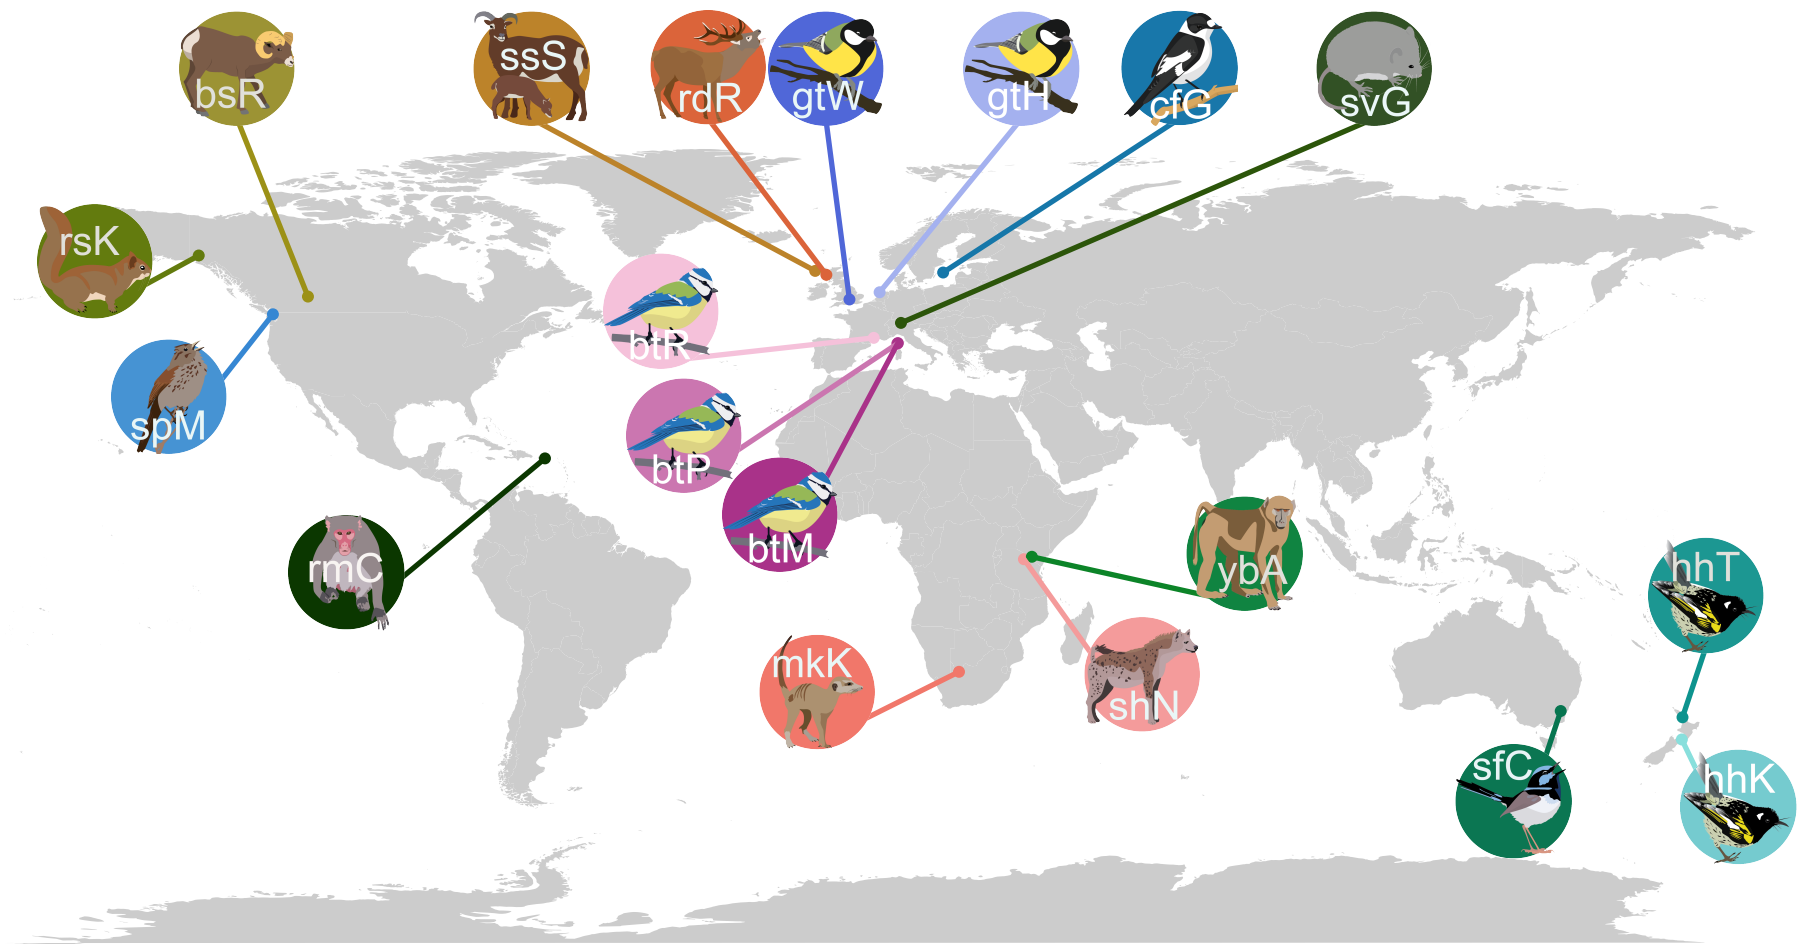 bsR
ssS
rdR
gtW
gtH
cfG
svG
rsK
btR
spM
btP
btM
rmC
ybA
hhT
mkK
shN
sfC
hhK